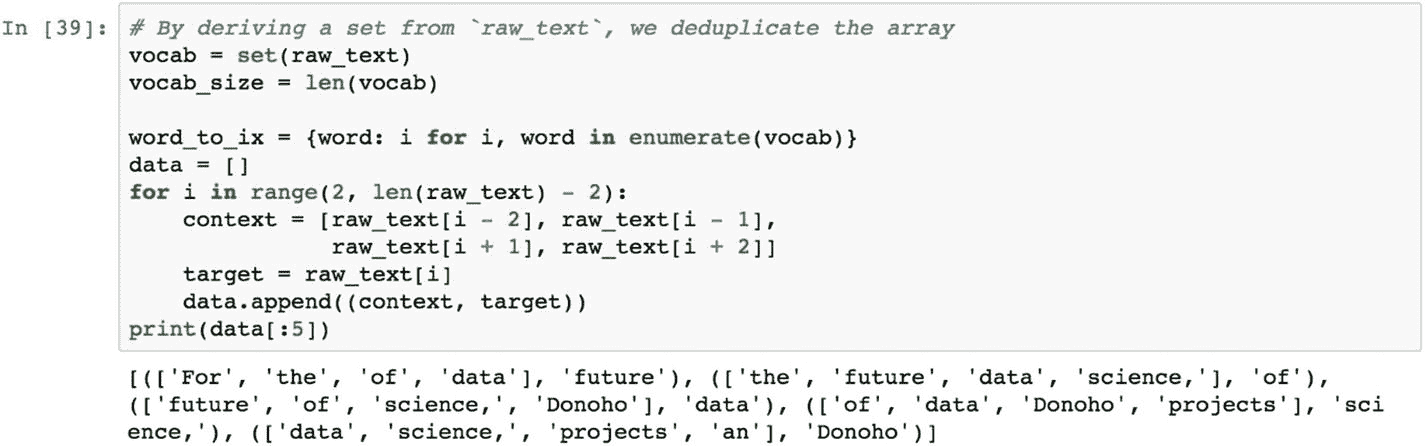 In [39]: # By deriving a set from `raw_text`, we deduplicate the array
vocab = set(raw_text)
vocab_size = len(vocab)

word_to_ix = {word: i for i, word in enumerate(vocab)}
data = []
for i in range(2, len(raw_text) - 2):
    context = [raw_text[i - 2], raw_text[i - 1],
               raw_text[i + 1], raw_text[i + 2]]
    target = raw_text[i]
    data.append((context, target))
print(data[:5])
[(['For', 'the', 'of', 'data'], 'future'), (['the', 'future', 'data', 'science,'], 'of'),
(['future', 'of', 'science,', 'Donoho'], 'data'), (['of', 'data', 'Donoho', 'projects'], 'sci
ence,'), (['data', 'science,', 'projects', 'an'], 'Donoho')]